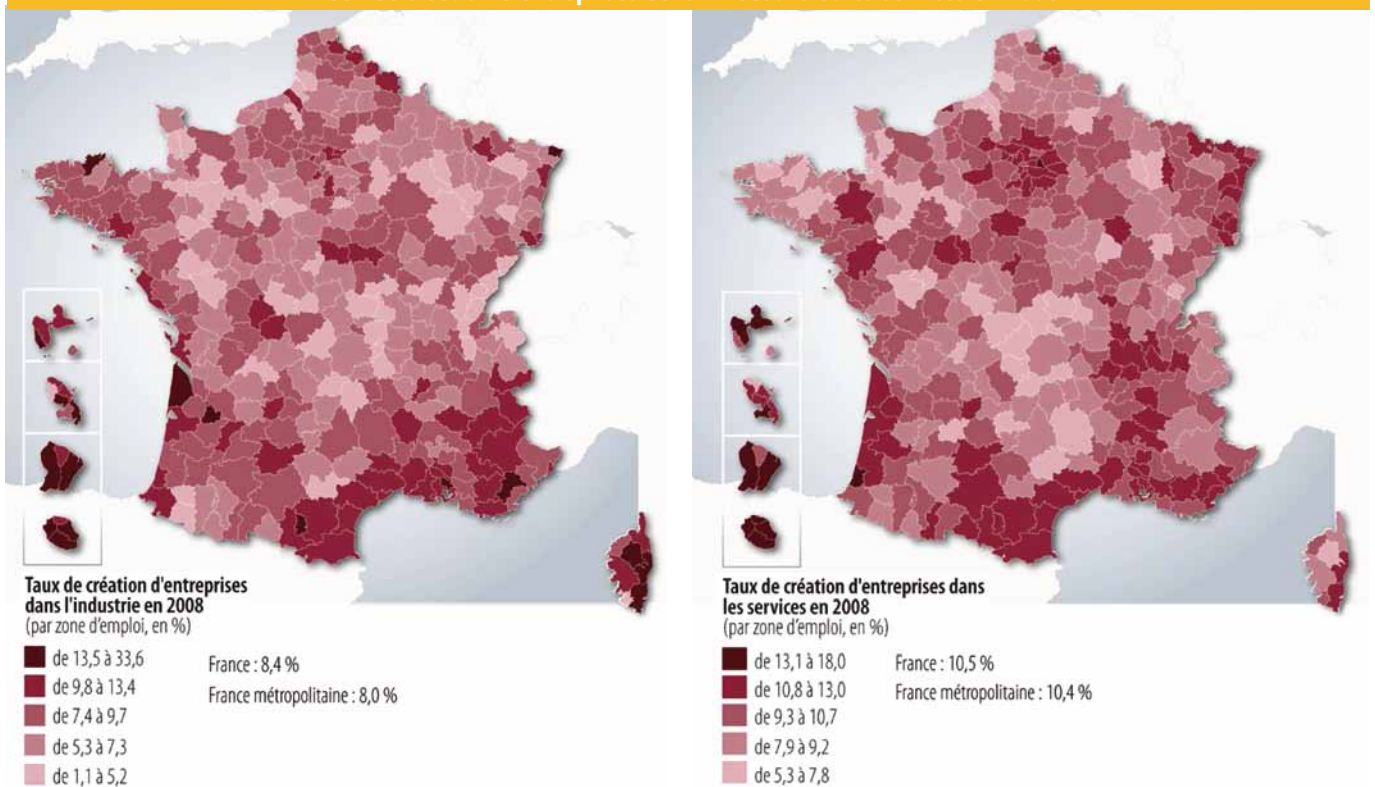 Taux de création d'entreprises
dans l'industrie en 2008
(par zone d'emploi, en %)
de 13,5 à 33,6
de 9,8 à 13,4
de 7,4 à 9,7
de 5,3 à 7,3
de 1,1 à 5,2
France : 8,4 %
France métropolitaine : 8,0 %
Taux de création d'entreprises dans
les services en 2008
(par zone d'emploi, en %)
de 13,1 à 18,0
de 10,8 à 13,0
de 9,3 à 10,7
de 7,9 à 9,2
de 5,3 à 7,8
France : 10,5 %
France métropolitaine : 10,4 %